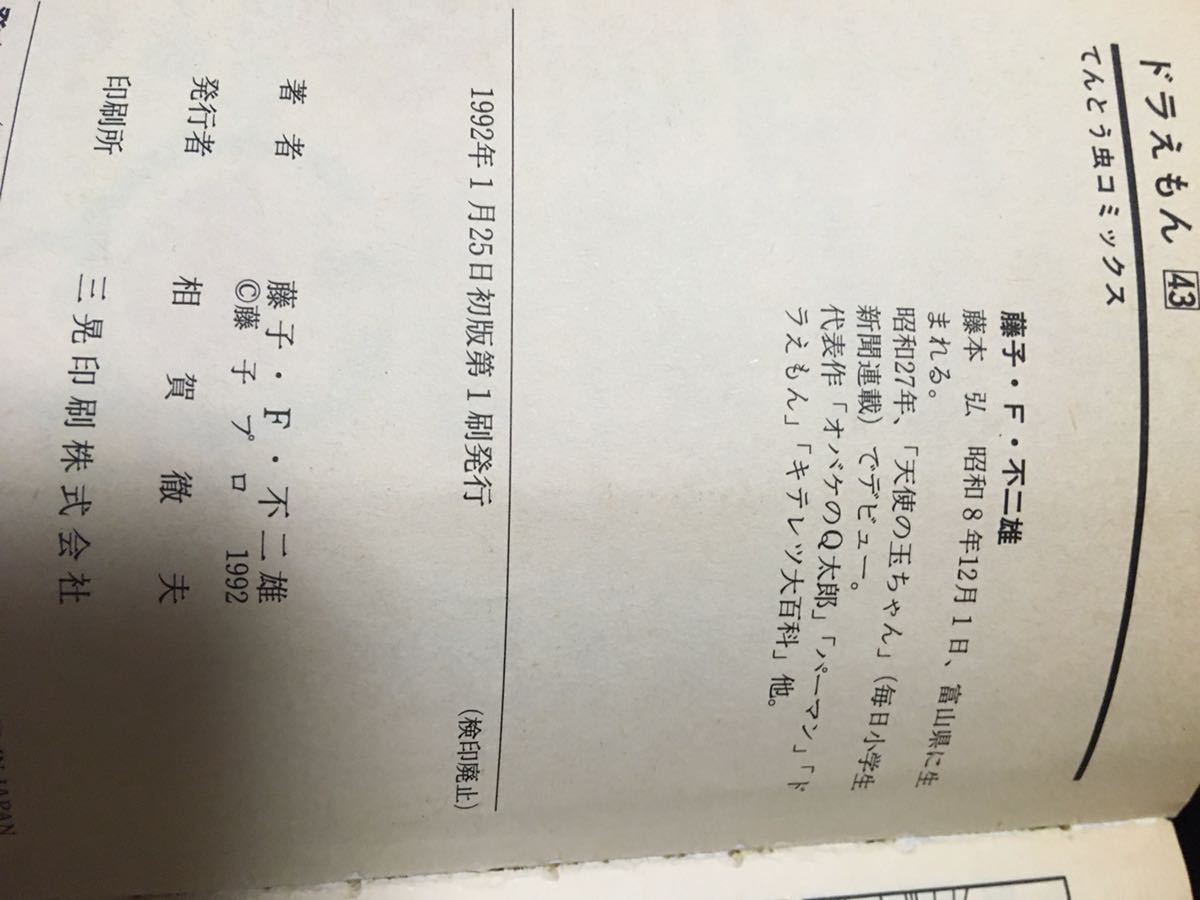 ドラえもん 43
てんとう虫コミックス
藤子・F・不二雄
藤本 弘 昭和8年12月1日、富山県に生
まれる。
昭和27年、「天使の玉ちゃん」(毎日小学生
新聞連載)でデビュー。
代表作「オバケのQ太郎」「パーマン」「ド
ラえもん」「キテレツ大百科」他。
1992年1月25日初版第1刷発行
(検印廃止)
著者 藤子・F・不二雄
©藤子プロ 1992
発行者 相賀徹夫
印刷所 三晃印刷株式会社
IN JAPAN